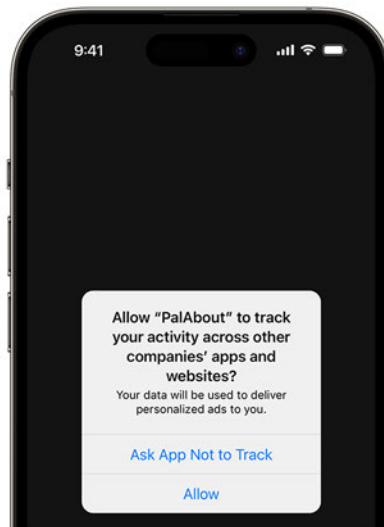 9:41
Allow “PalAbout” to track
your activity across other
companies’ apps and
websites?
Your data will be used to deliver
personalized ads to you.
Ask App Not to Track
Allow